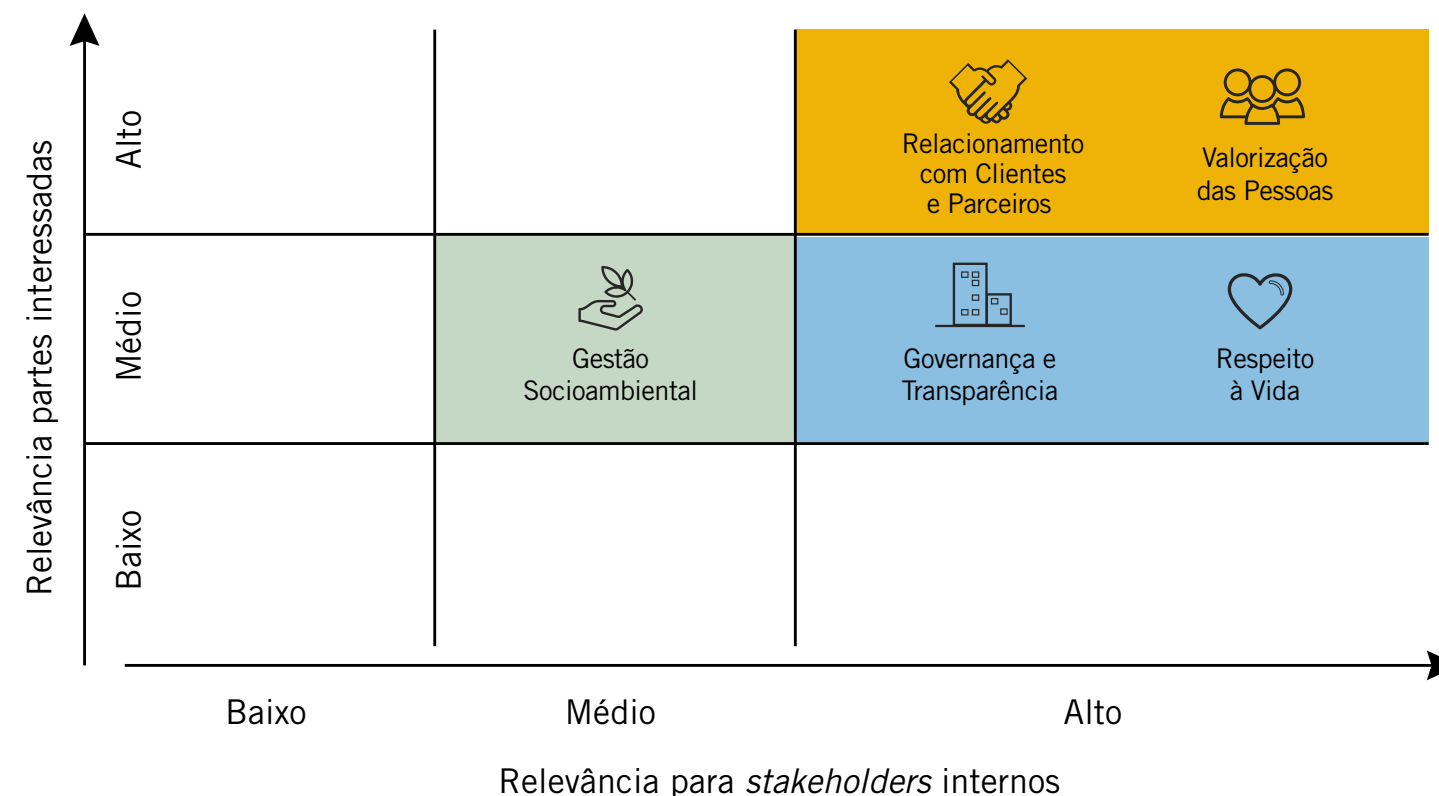 Relevância partes interessadas
Alto
Médio
Baixo
Relacionamento
com Clientes
e Parceiros
Valorização
das Pessoas
Gestão
Socioambiental
Governança e
Transparência
Respeito
à Vida
Baixo
Médio
Alto
Relevância para stakeholders internos